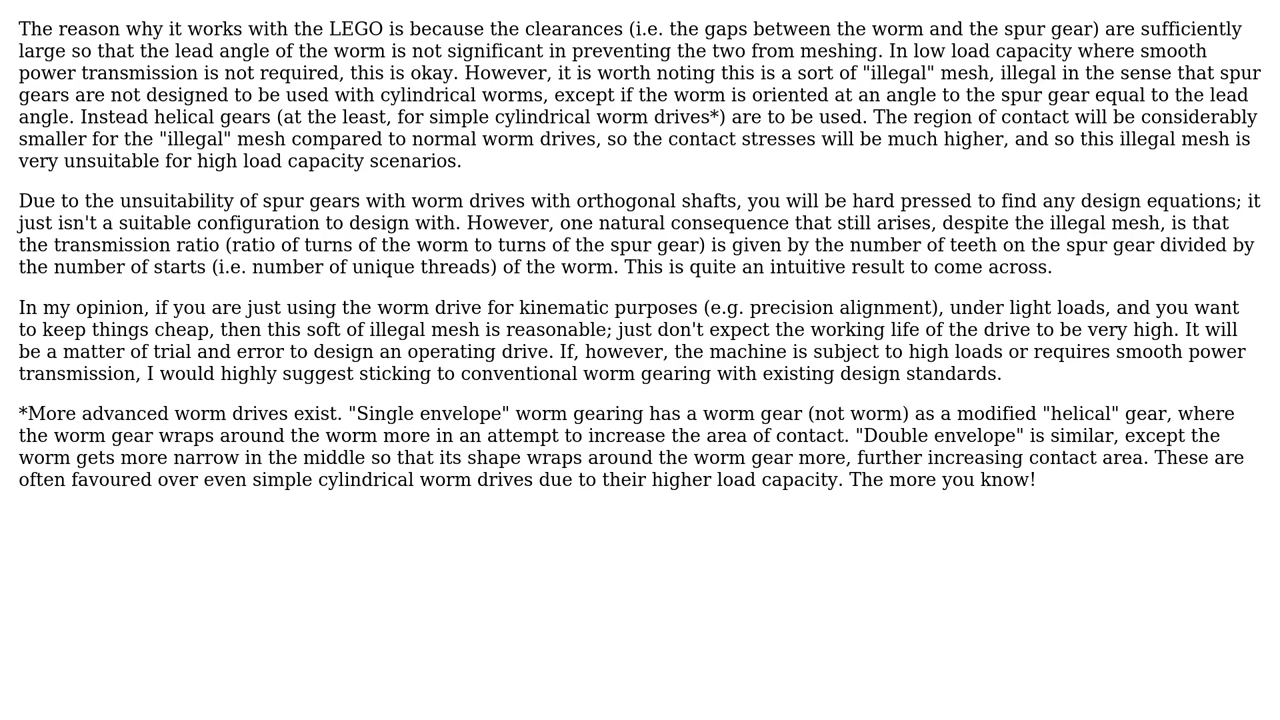 The reason why it works with the LEGO is because the clearances (i.e. the gaps between the worm and the spur gear) are sufficiently
large so that the lead angle of the worm is not significant in preventing the two from meshing. In low load capacity where smooth
power transmission is not required, this is okay. However, it is worth noting this is a sort of "illegal" mesh, illegal in the sense that spur
gears are not designed to be used with cylindrical worms, except if the worm is oriented at an angle to the spur gear equal to the lead
angle. Instead helical gears (at the least, for simple cylindrical worm drives*) are to be used. The region of contact will be considerably
smaller for the "illegal" mesh compared to normal worm drives, so the contact stresses will be much higher, and so this illegal mesh is
very unsuitable for high load capacity scenarios.
Due to the unsuitability of spur gears with worm drives with orthogonal shafts, you will be hard pressed to find any design equations; it
just isn't a suitable configuration to design with. However, one natural consequence that still arises, despite the illegal mesh, is that
the transmission ratio (ratio of turns of the worm to turns of the spur gear) is given by the number of teeth on the spur gear divided by
the number of starts (i.e. number of unique threads) of the worm. This is quite an intuitive result to come across.
In my opinion, if you are just using the worm drive for kinematic purposes (e.g. precision alignment), under light loads, and you want
to keep things cheap, then this soft of illegal mesh is reasonable; just don't expect the working life of the drive to be very high. It will
be a matter of trial and error to design an operating drive. If, however, the machine is subject to high loads or requires smooth power
transmission, I would highly suggest sticking to conventional worm gearing with existing design standards.
*More advanced worm drives exist. "Single envelope" worm gearing has a worm gear (not worm) as a modified "helical" gear, where
the worm gear wraps around the worm more in an attempt to increase the area of contact. "Double envelope" is similar, except the
worm gets more narrow in the middle so that its shape wraps around the worm gear more, further increasing contact area. These are
often favoured over even simple cylindrical worm drives due to their higher load capacity. The more you know!